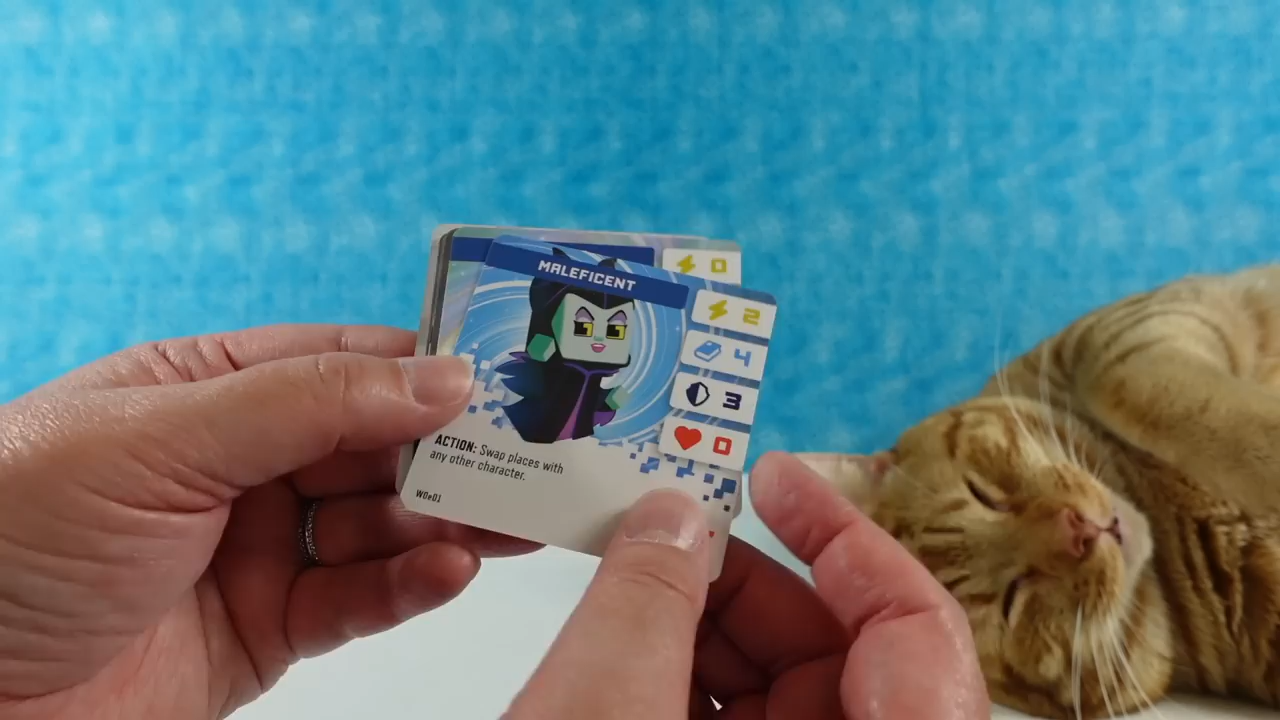 0
MALEFICENT
2
4
3
0
ACTION: Swap places with
any other character.
W0e01